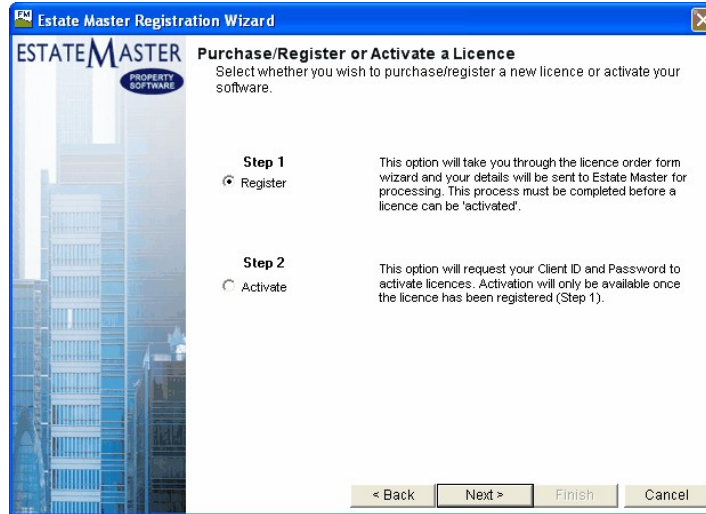 Estate Master Registration Wizard
ESTATEMASTER
PROPERTY
SOFTWARE
Purchase/Register or Activate a Licence
Select whether you wish to purchase/register a new licence or activate your
software.
Step 1
Register
This option will take you through the licence order form
wizard and your details will be sent to Estate Master for
processing. This process must be completed before a
licence can be 'activated'.
Step 2
Activate
This option will request your Client ID and Password to
activate licences. Activation will only be available once
the licence has been registered (Step 1).
< Back
Next >
Finish
Cancel